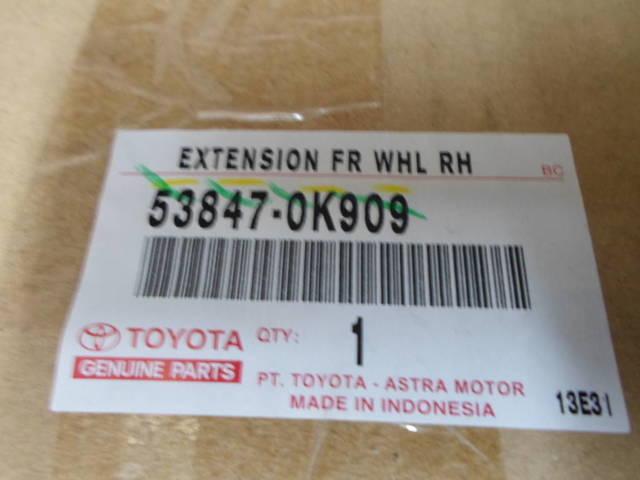 EXTENSION FR WHL RH
BC
53847-0K909
TOYOTA QTY: 1
GENUINE PARTS
PT. TOYOTA - ASTRA MOTOR
MADE IN INDONESIA
13E31